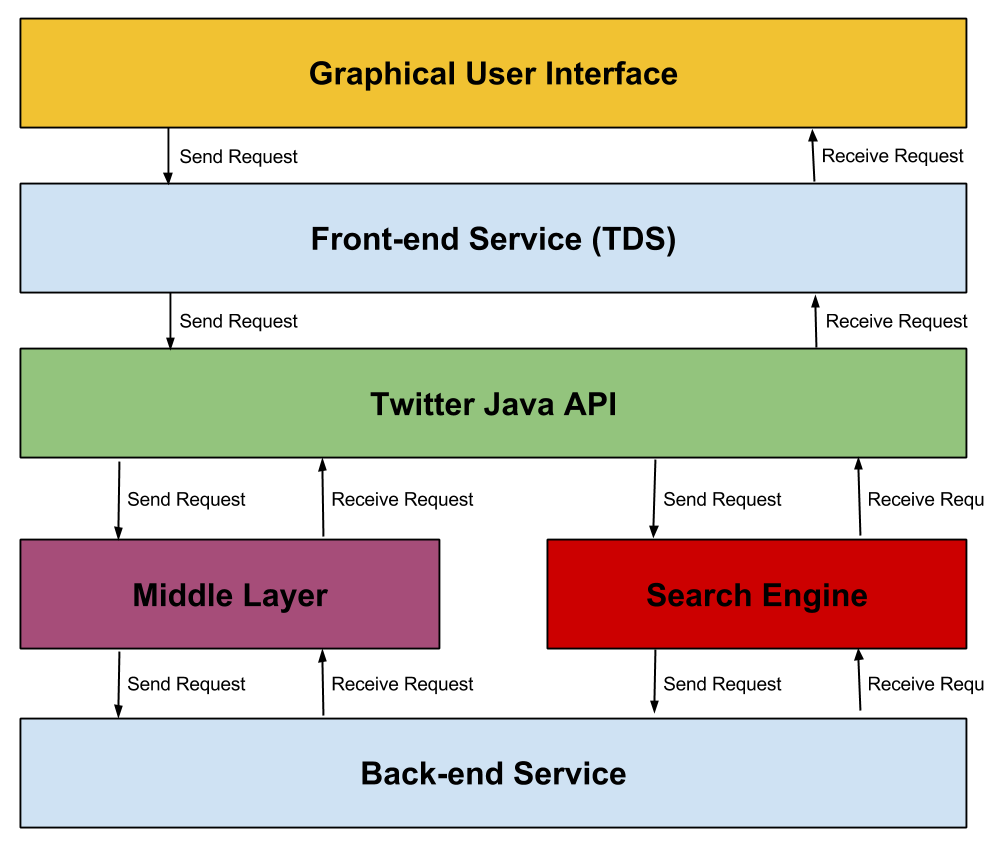 Graphical User Interface
Send Request
Receive Request
Front-end Service (TDS)
Send Request
Receive Request
Twitter Java API
Send Request
Receive Request
Send Request
Receive Requ
Middle Layer
Search Engine
Send Request
Receive Request
Send Request
Receive Requ
Back-end Service